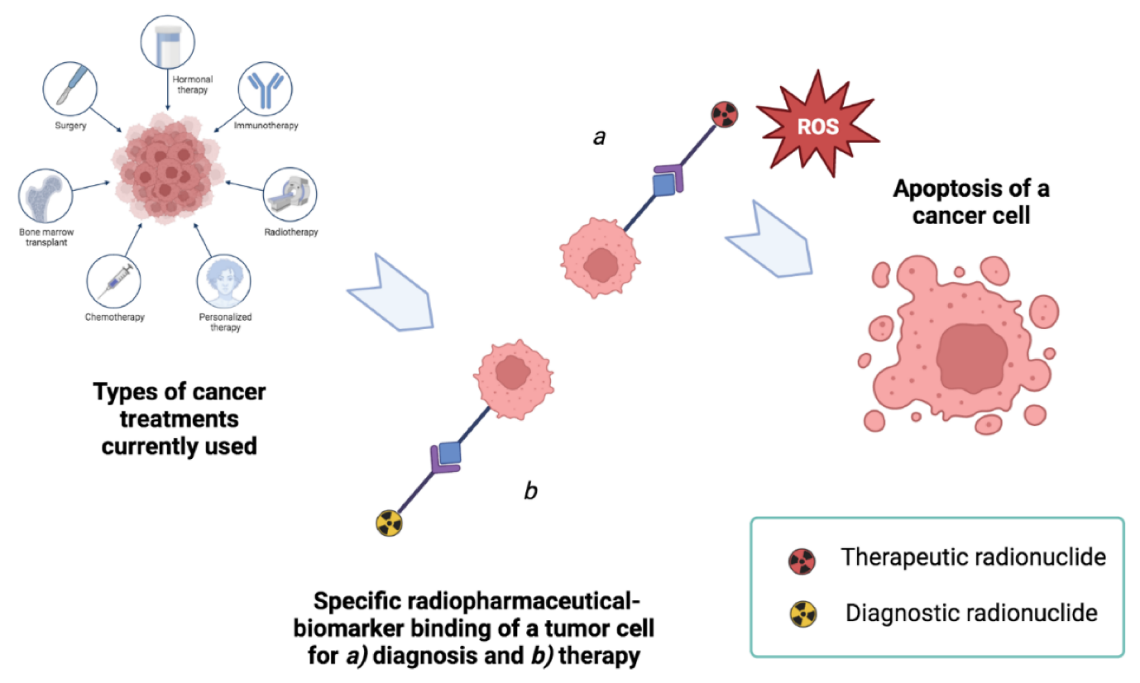 Hormonal
therapy
Surgery
Immunotherapy
Bone marrow
transplant
Radiotherapy
Chemotherapy
Personalized
therapy
Types of cancer
treatments
currently used
a
ROS
b
Specific radiopharmaceutical-
biomarker binding of a tumor cell
for a) diagnosis and b) therapy
Apoptosis of a
cancer cell
Therapeutic radionuclide
Diagnostic radionuclide